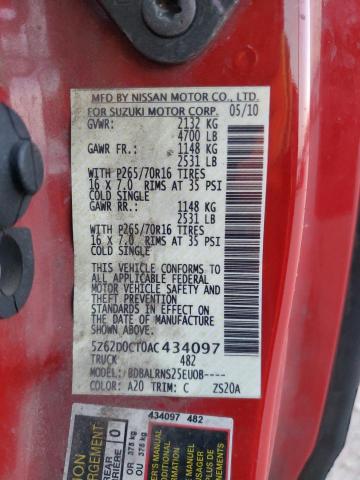 MFD BY NISSAN MOTOR CO., LTD.
FOR SUZUKI MOTOR CORP. 05/10
GVWR: 2132 KG
4700 LB
GAWR FR.: 1148 KG
2531 LB
WITH P265/70R16 TIRES
16 X 7.0 RIMS AT 35 PSI
COLD SINGLE
GAWR RR: 1148 KG
2531 LB
WITH P265/70R16 TIRES
16 X 7.0 RIMS AT 35 PSI
COLD SINGLE
THIS VEHICLE CONFORMS TO
ALL APPLICABLE FEDERAL
MOTOR VEHICLE SAFETY AND
THEFT PREVENTION STANDARDS
IN EFFECT ON THE DATE OF
MANUFACTURE SHOWN ABOVE.
5Z62D0CT0AC434097
TRUCK 482
MODEL: BDBALRNS25EU0B----
COLOR: A20 TRIM: C ZS20A
434097 482